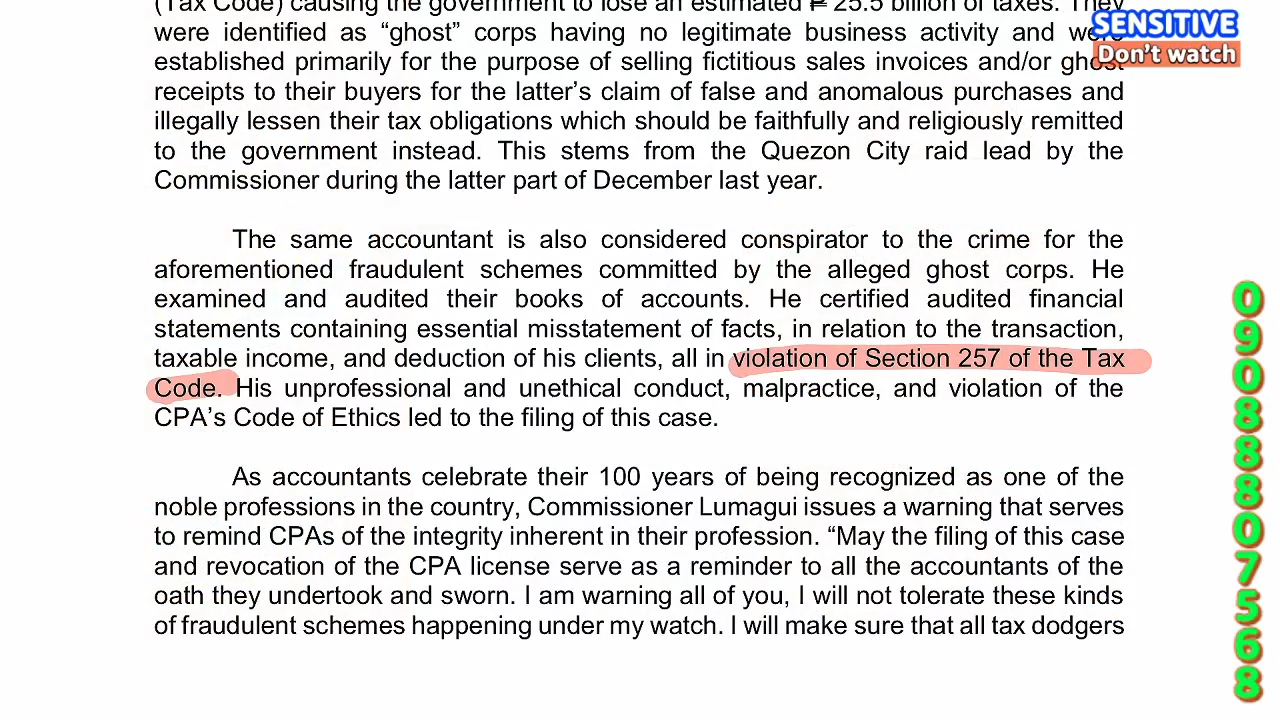 (Tax Code) causing the government to lose an estimated ₱ 25.5 billion of taxes. They
were identified as “ghost” corps having no legitimate business activity and were
established primarily for the purpose of selling fictitious sales invoices and/or ghost
receipts to their buyers for the latter’s claim of false and anomalous purchases and
illegally lessen their tax obligations which should be faithfully and religiously remitted
to the government instead. This stems from the Quezon City raid lead by the
Commissioner during the latter part of December last year.
The same accountant is also considered conspirator to the crime for the
aforementioned fraudulent schemes committed by the alleged ghost corps. He
examined and audited their books of accounts. He certified audited financial
statements containing essential misstatement of facts, in relation to the transaction,
taxable income, and deduction of his clients, all in violation of Section 257 of the Tax
Code. His unprofessional and unethical conduct, malpractice, and violation of the
CPA’s Code of Ethics led to the filing of this case.
As accountants celebrate their 100 years of being recognized as one of the
noble professions in the country, Commissioner Lumagui issues a warning that serves
to remind CPAs of the integrity inherent in their profession. “May the filing of this case
and revocation of the CPA license serve as a reminder to all the accountants of the
oath they undertook and sworn. I am warning all of you, I will not tolerate these kinds
of fraudulent schemes happening under my watch. I will make sure that all tax dodgers
SENSITIVE
Don’t watch
09088807568